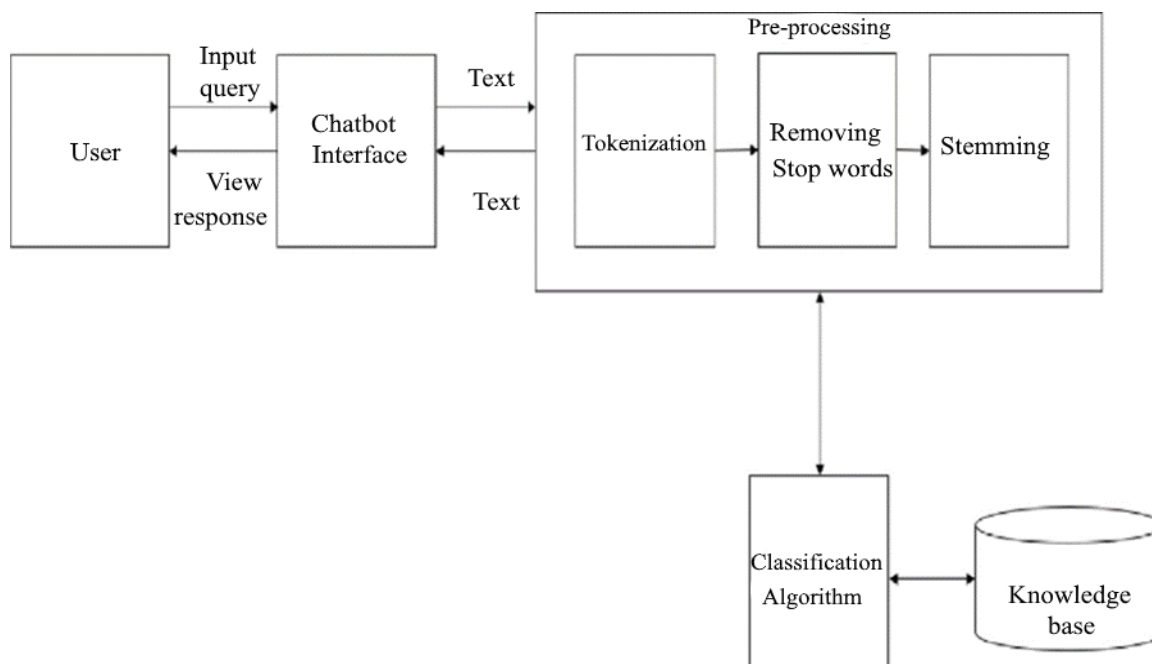 Pre-processing
Input
query
Text
User
Chatbot
Interface
Tokenization
Removing
Stop words
Stemming
View
response
Text
Classification
Algorithm
Knowledge
base